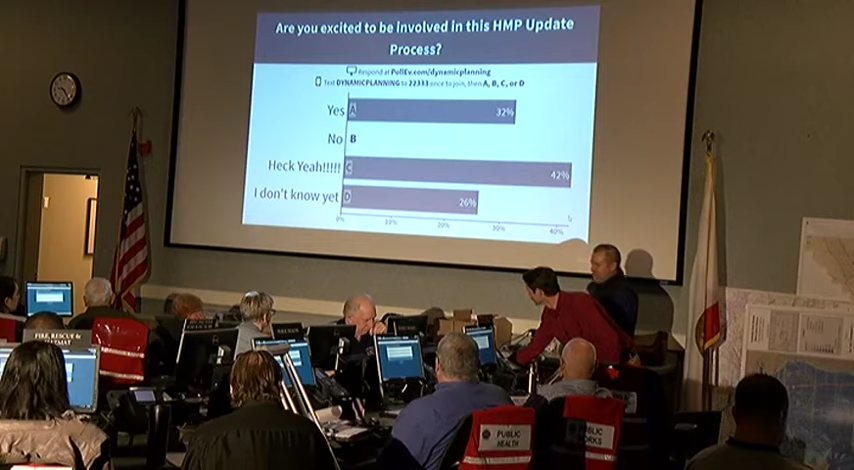 Are you excited to be involved in this HMP Update
Process?
Respond at PollEv.com/dynamicplanning
Text DYNAMICPLANNING to 22333 once to join, then A, B, C, or D
Yes A 32%
No B
Heck Yeah!!!!! C 42%
I don't know yet D 26%
0% 10% 20% 30% 40%
FIRE, RESCUE &
HAZMAT
PUBLIC
HEALTH
PUBLIC
WORKS